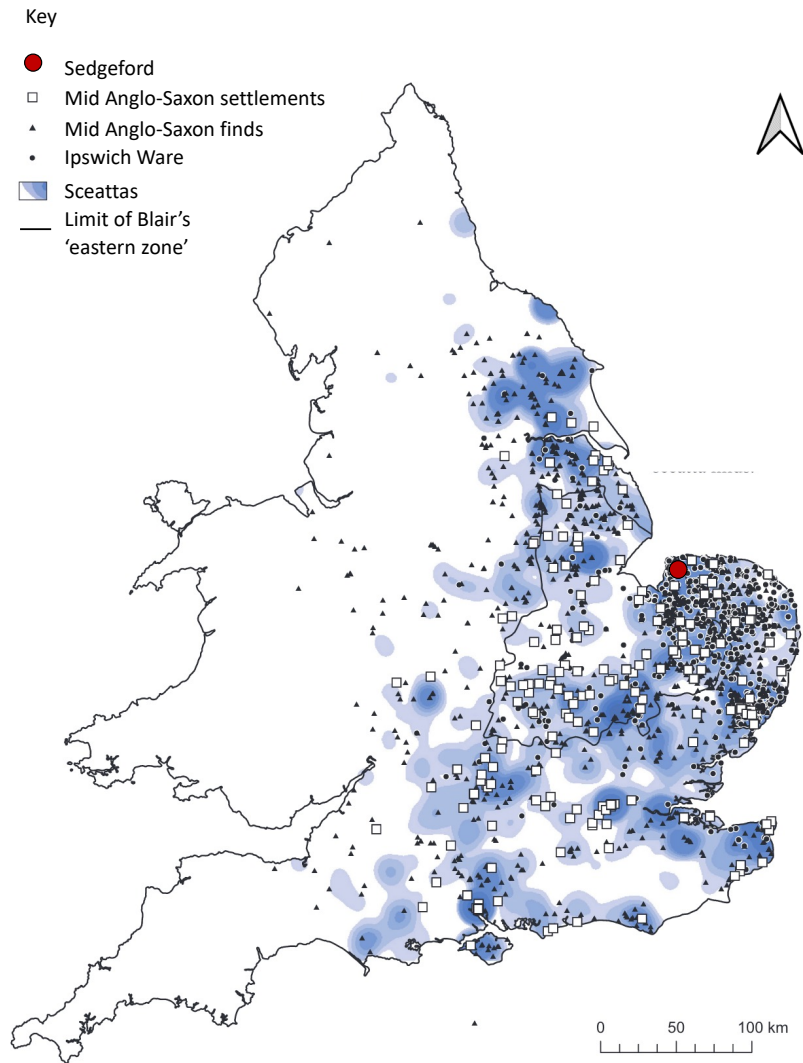 Key
Sedgeford
Mid Anglo-Saxon settlements
Mid Anglo-Saxon finds
Ipswich Ware
Sceattas
Limit of Blair's
'eastern zone'
0 50 100 km